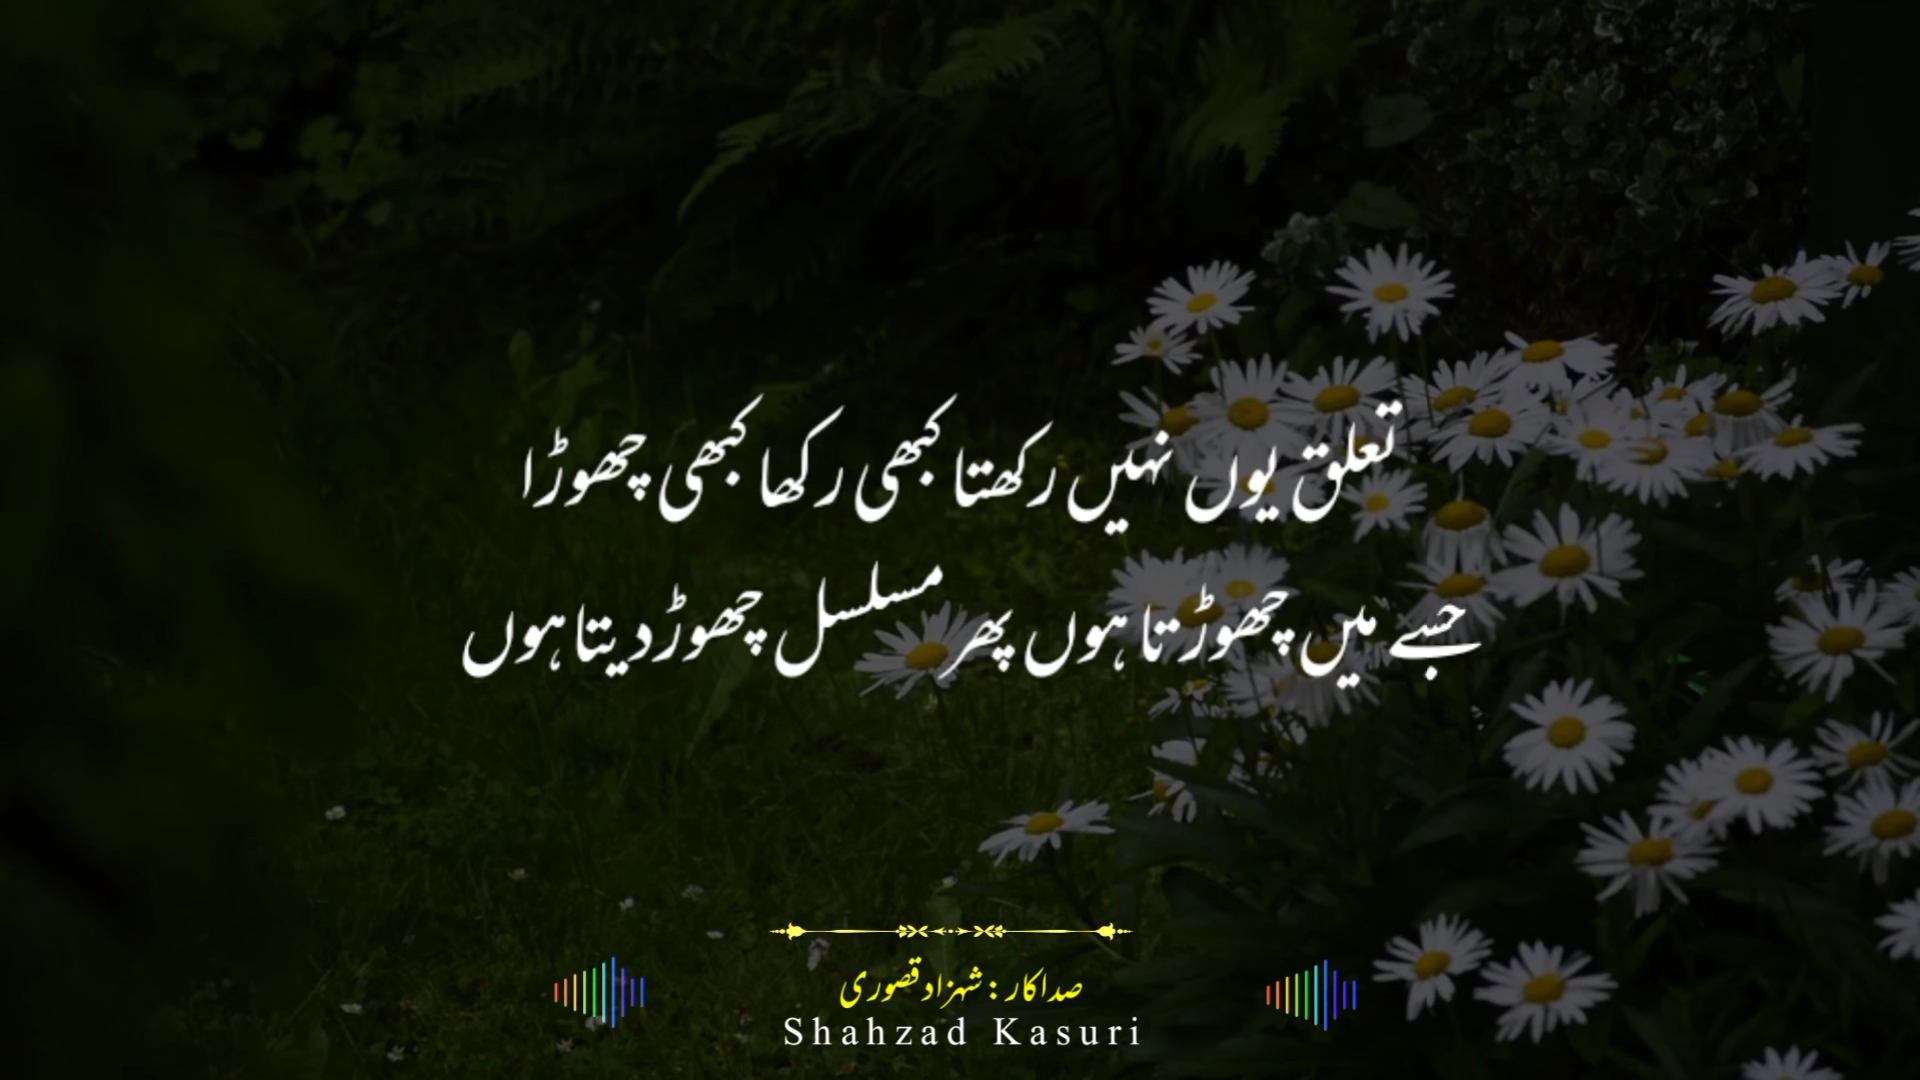 تعلق یوں نہیں رکھتا کبھی رکھا کبھی چھوڑا
جسے میں چھوڑتا ہوں پھر مسلسل چھوڑ دیتا ہوں
صداکار : شہزاد قصوری
Shahzad Kasuri